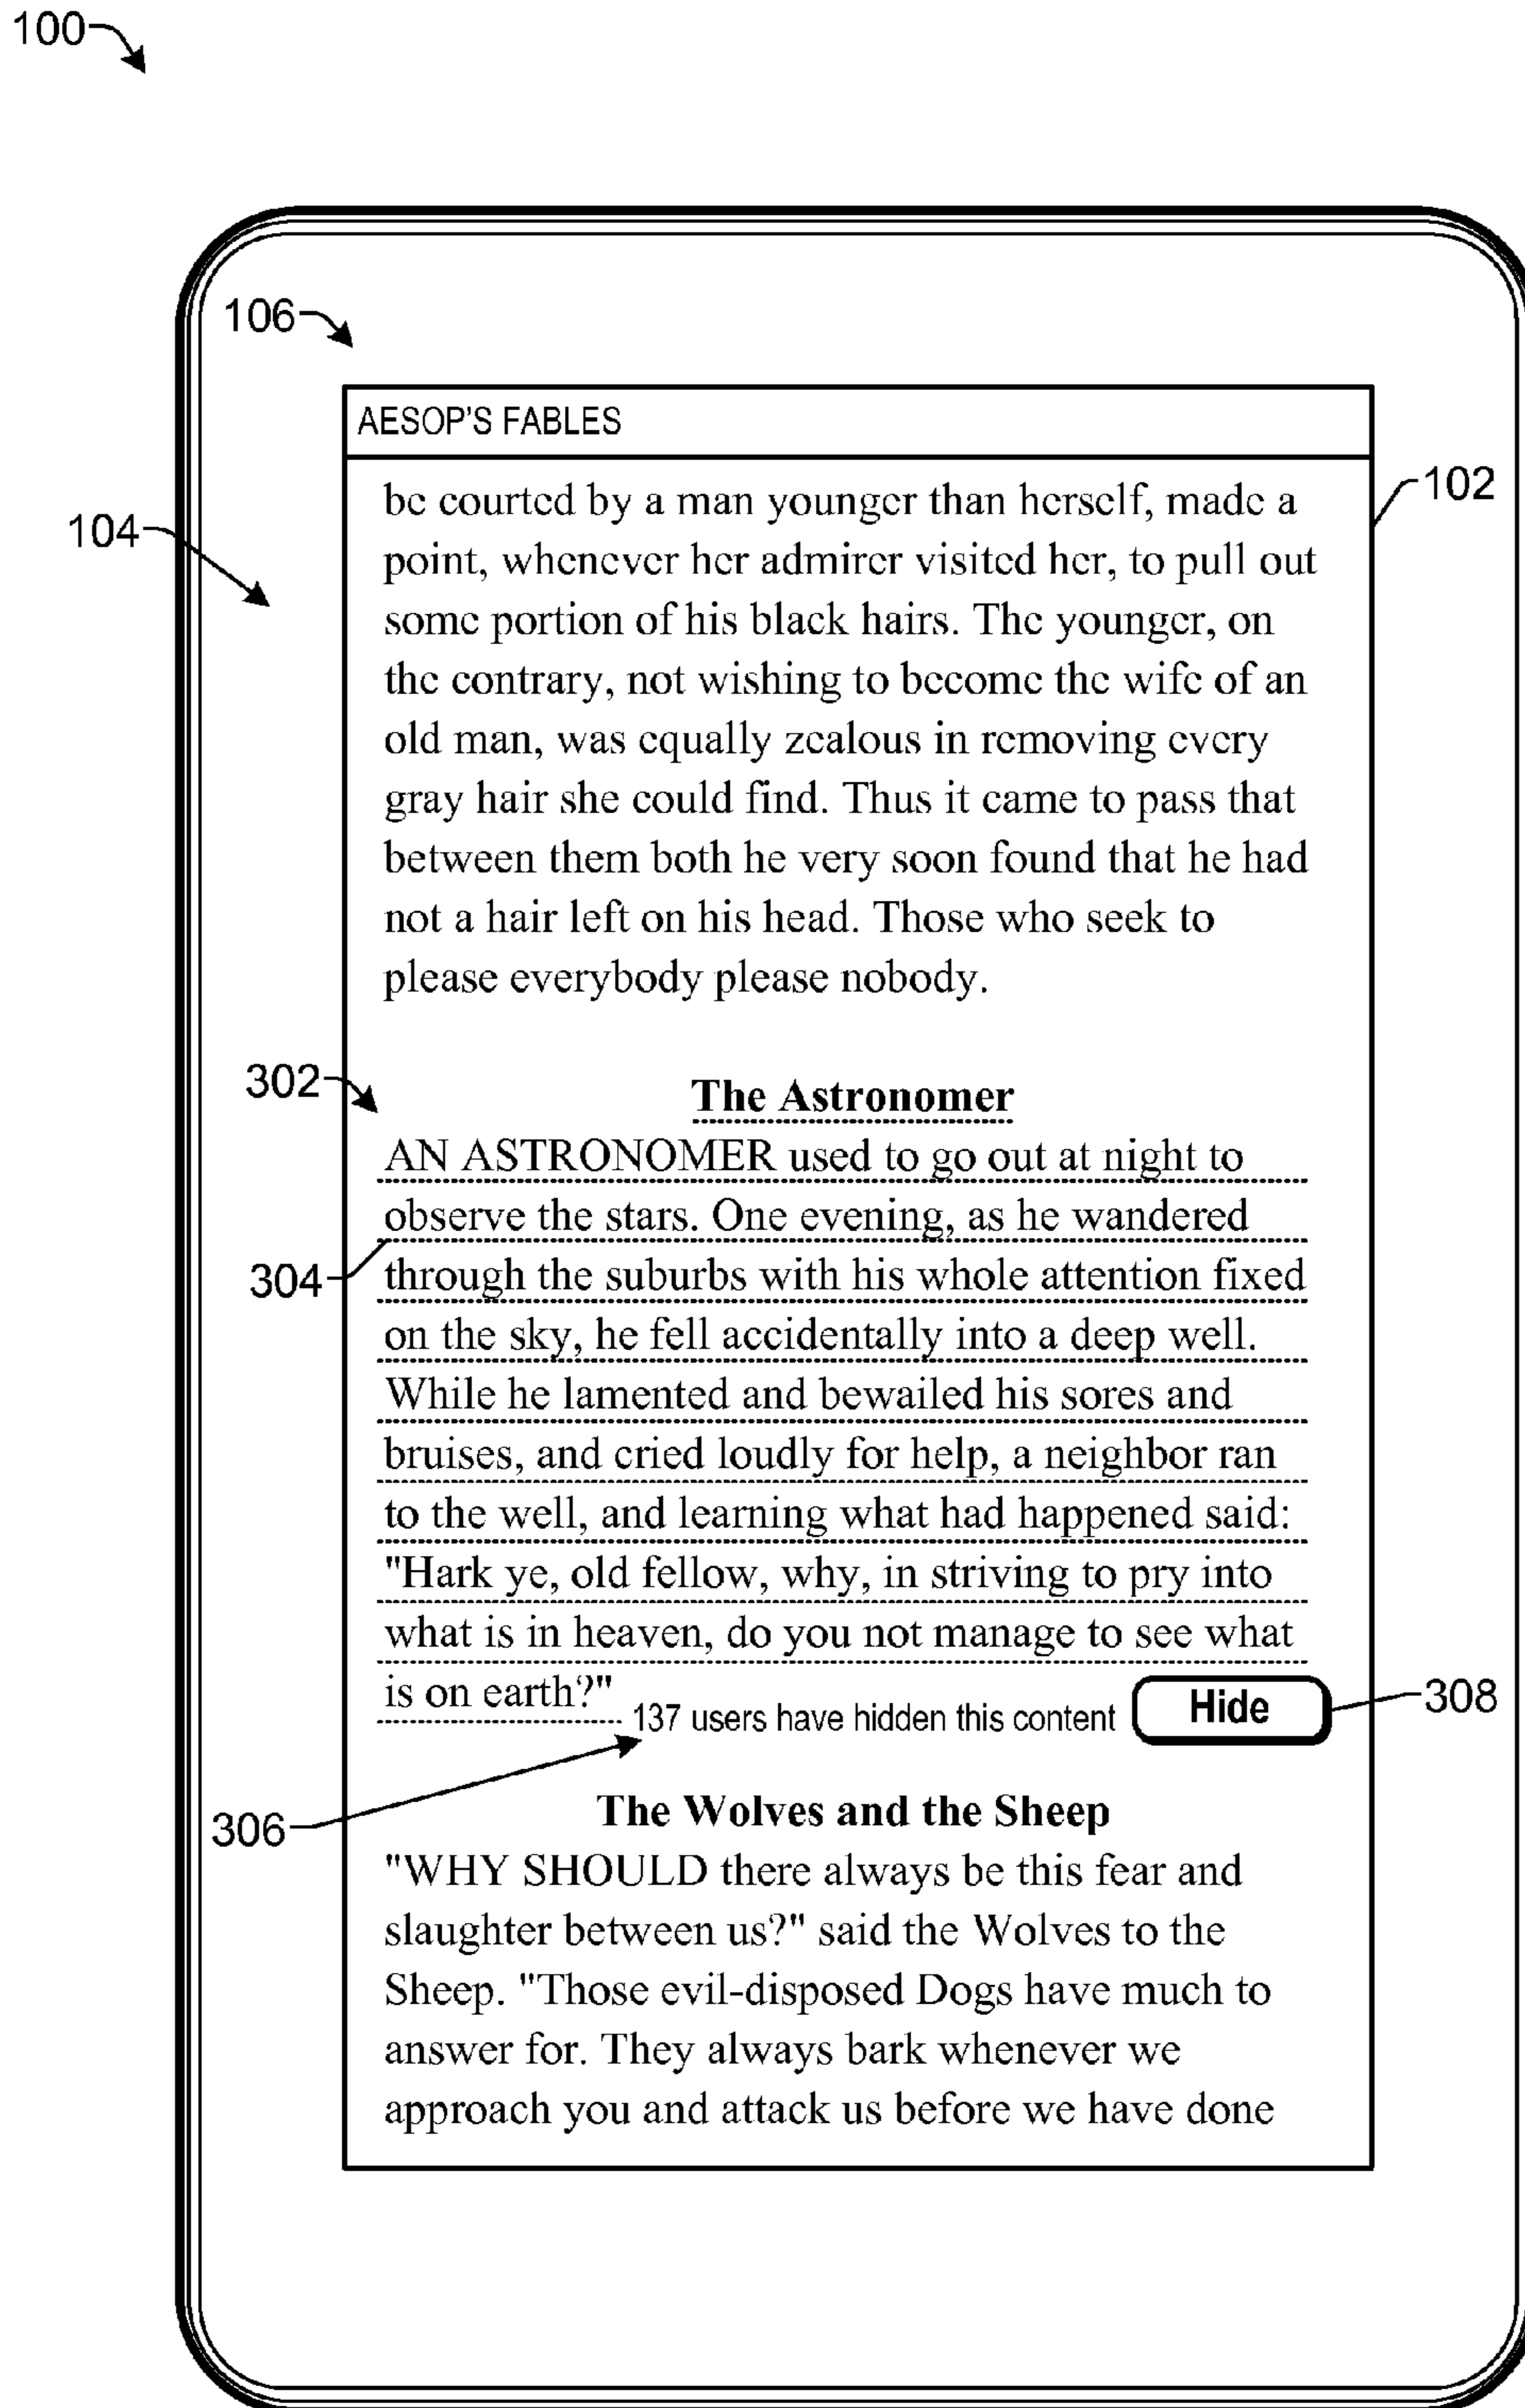 100
106
AESOP'S FABLES
102
104
be courted by a man younger than herself, made a
point, whenever her admirer visited her, to pull out
some portion of his black hairs. The younger, on
the contrary, not wishing to become the wife of an
old man, was equally zealous in removing every
gray hair she could find. Thus it came to pass that
between them both he very soon found that he had
not a hair left on his head. Those who seek to
please everybody please nobody.
302
The Astronomer
AN ASTRONOMER used to go out at night to
observe the stars. One evening, as he wandered
304
through the suburbs with his whole attention fixed
on the sky, he fell accidentally into a deep well.
While he lamented and bewailed his sores and
bruises, and cried loudly for help, a neighbor ran
to the well, and learning what had happened said:
"Hark ye, old fellow, why, in striving to pry into
what is in heaven, do you not manage to see what
is on earth?"
137 users have hidden this content
Hide
308
306
The Wolves and the Sheep
"WHY SHOULD there always be this fear and
slaughter between us?" said the Wolves to the
Sheep. "Those evil-disposed Dogs have much to
answer for. They always bark whenever we
approach you and attack us before we have done